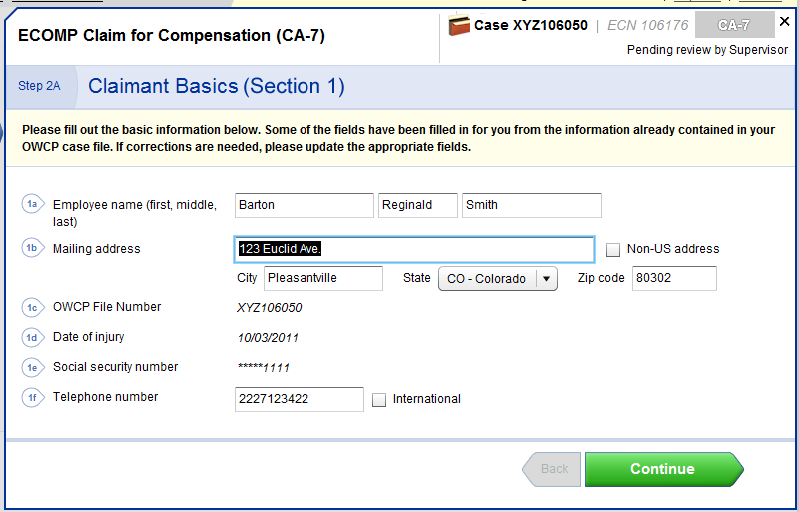 ECOMP Claim for Compensation (CA-7)
Case XYZ106050 | ECN 106176 CA-7
Pending review by Supervisor
Step 2A Claimant Basics (Section 1)
Please fill out the basic information below. Some of the fields have been filled in for you from the information already contained in your
OWCP case file. If corrections are needed, please update the appropriate fields.
1a Employee name (first, middle, last) Barton Reginald Smith
1b Mailing address 123 Euclid Ave. Non-US address
City Pleasantville State CO - Colorado Zip code 80302
1c OWCP File Number XYZ106050
1d Date of injury 10/03/2011
1e Social security number *****1111
1f Telephone number 2227123422 International
Back Continue